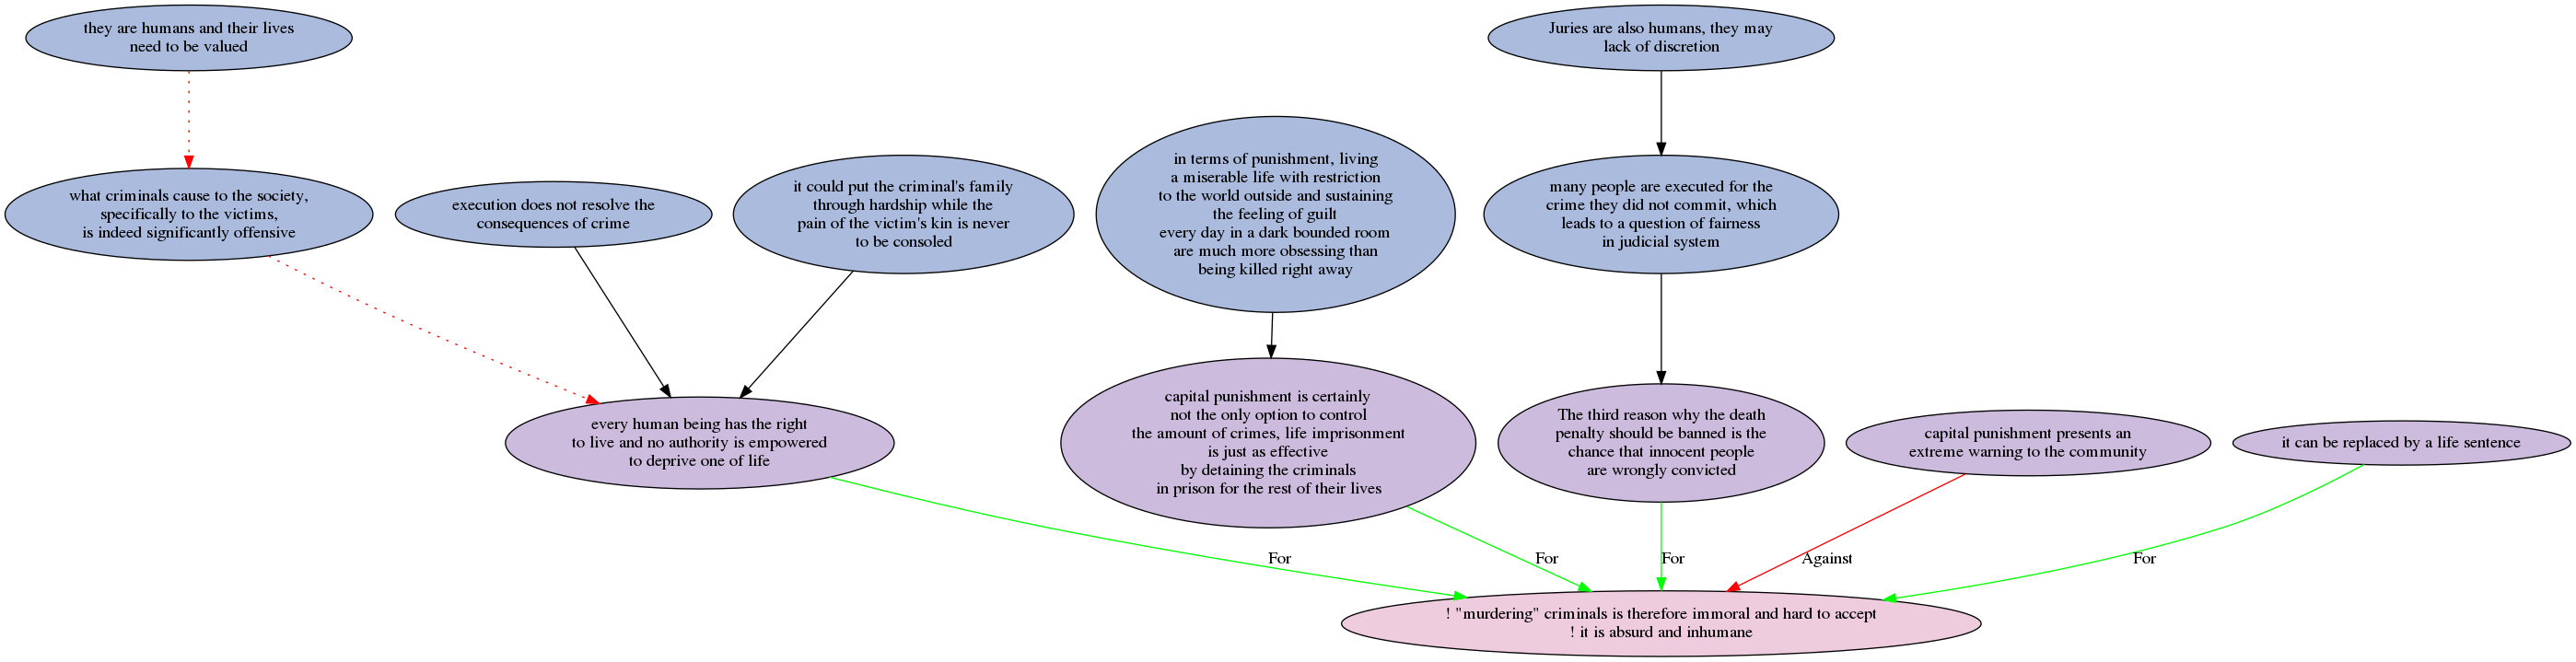 they are humans and their lives
need to be valued
Juries are also humans, they may
lack of discretion
what criminals cause to the society,
specifically to the victims,
is indeed significantly offensive
execution does not resolve the
consequences of crime
it could put the criminal's family
through hardship while the
pain of the victim's kin is never
to be consoled
in terms of punishment, living
a miserable life with restriction
to the world outside and sustaining
the feeling of guilt
every day in a dark bounded room
are much more obsessing than
being killed right away
many people are executed for the
crime they did not commit, which
leads to a question of fairness
in judicial system
every human being has the right
to live and no authority is empowered
to deprive one of life
capital punishment is certainly
not the only option to control
the amount of crimes, life imprisonment
is just as effective
by detaining the criminals
in prison for the rest of their lives
The third reason why the death
penalty should be banned is the
chance that innocent people
are wrongly convicted
capital punishment presents an
extreme warning to the community
it can be replaced by a life sentence
For
For
For
Against
For
! "murdering" criminals is therefore immoral and hard to accept
! it is absurd and inhumane